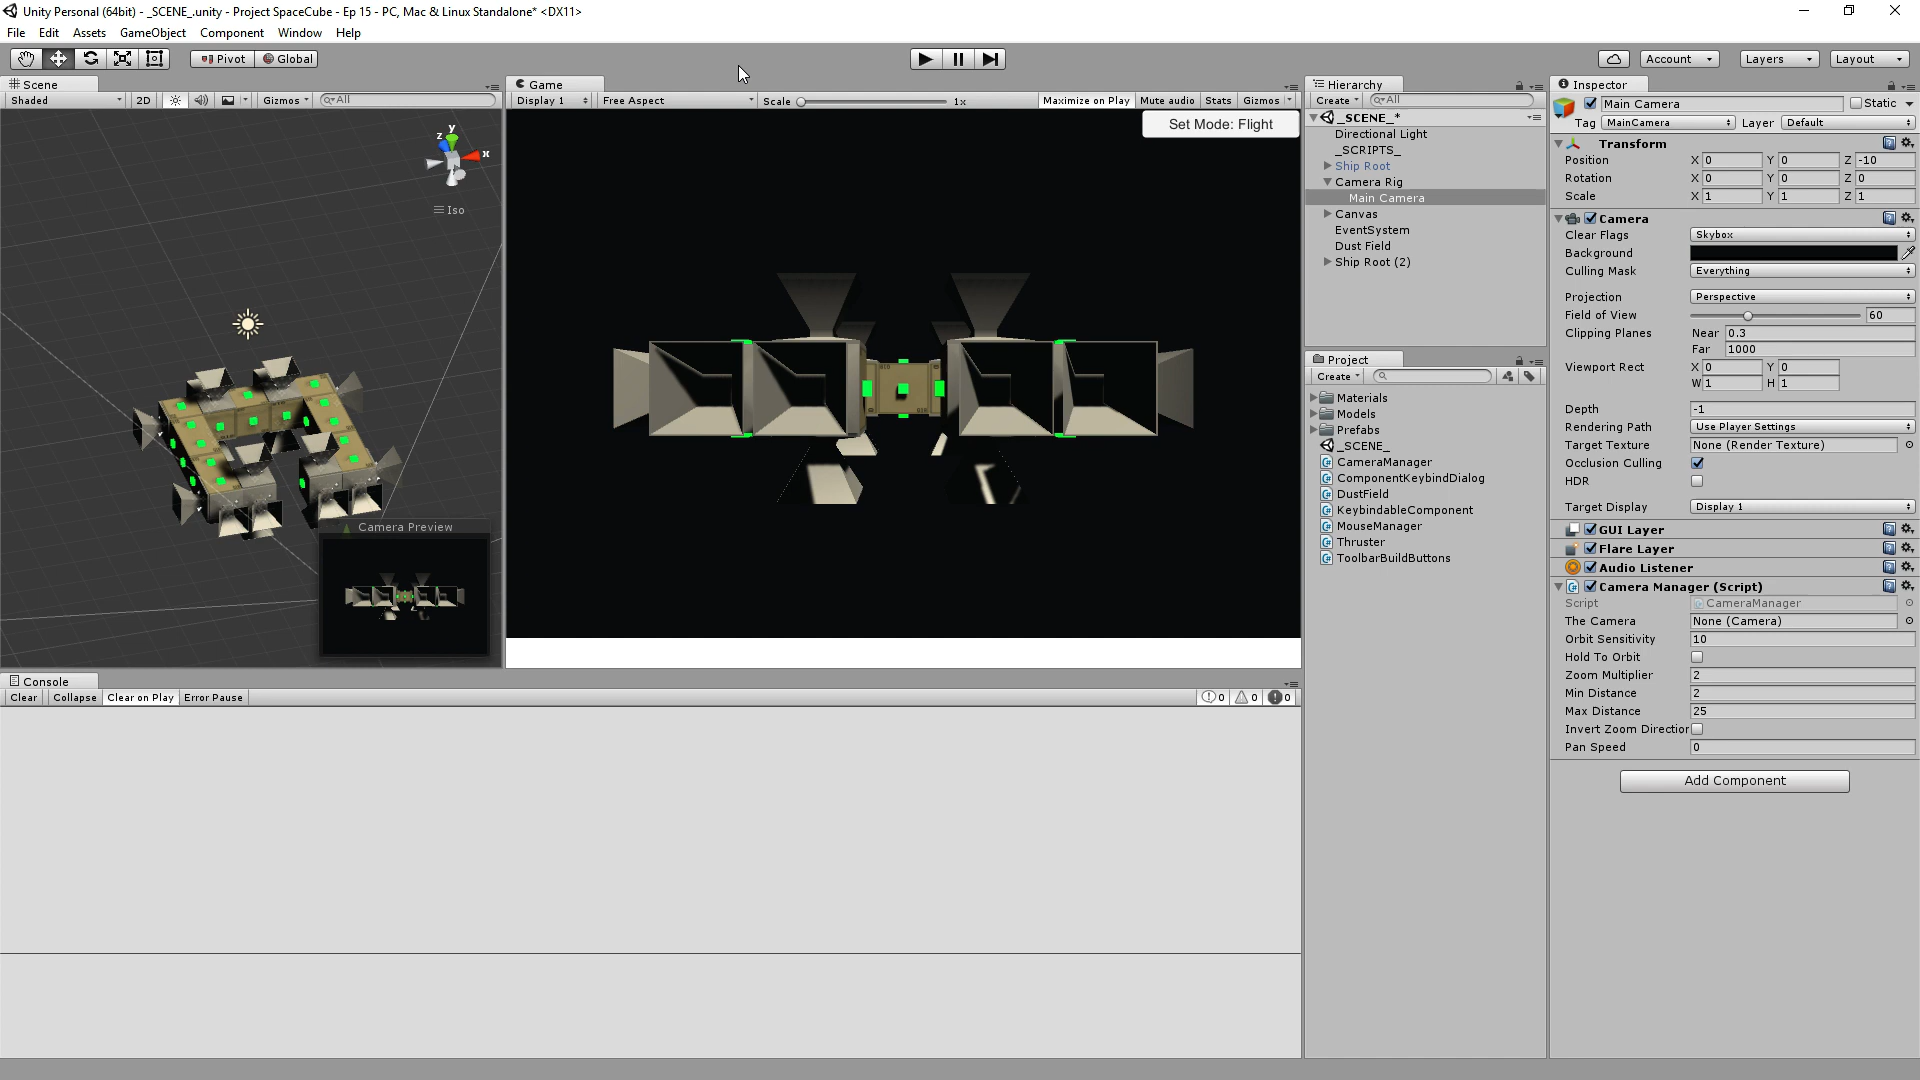 Unity Personal (64bit) - _SCENE_.unity - Project SpaceCube - Ep 15 - PC, Mac & Linux Standalone* <DX11>
File Edit Assets GameObject Component Window Help
Pivot Global Account Layers Layout
Scene
Shaded 2D Gizmos All
y
z
x
Iso
Camera Preview
Game
Display 1 Free Aspect Scale 1x Maximize on Play Mute audio Stats Gizmos
Set Mode: Flight
Console
Clear Collapse Clear on Play Error Pause 0 0 0
Hierarchy
Create All
_SCENE_*
Directional Light
_SCRIPTS_
Ship Root
Camera Rig
Main Camera
Canvas
EventSystem
Dust Field
Ship Root (2)
Project
Create
Materials
Models
Prefabs
_SCENE_
CameraManager
ComponentKeybindDialog
DustField
KeybindableComponent
MouseManager
Thruster
ToolbarBuildButtons
Inspector
Main Camera Static
Tag MainCamera Layer Default
Transform
Position X 0 Y 0 Z -10
Rotation X 0 Y 0 Z 0
Scale X 1 Y 1 Z 1
Camera
Clear Flags Skybox
Background
Culling Mask Everything
Projection Perspective
Field of View 60
Clipping Planes Near 0.3
Far 1000
Viewport Rect X 0 Y 0
W 1 H 1
Depth -1
Rendering Path Use Player Settings
Target Texture None (Render Texture)
Occlusion Culling
HDR
Target Display Display 1
GUI Layer
Flare Layer
Audio Listener
Camera Manager (Script)
Script CameraManager
The Camera None (Camera)
Orbit Sensitivity 10
Hold To Orbit
Zoom Multiplier 2
Min Distance 2
Max Distance 25
Invert Zoom Direction
Pan Speed 0
Add Component